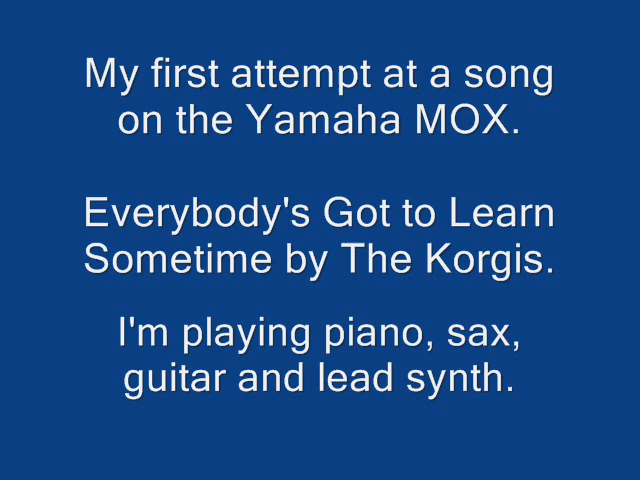 My first attempt at a song
on the Yamaha MOX.
Everybody's Got to Learn
Sometime by The Korgis.
I'm playing piano, sax,
guitar and lead synth.